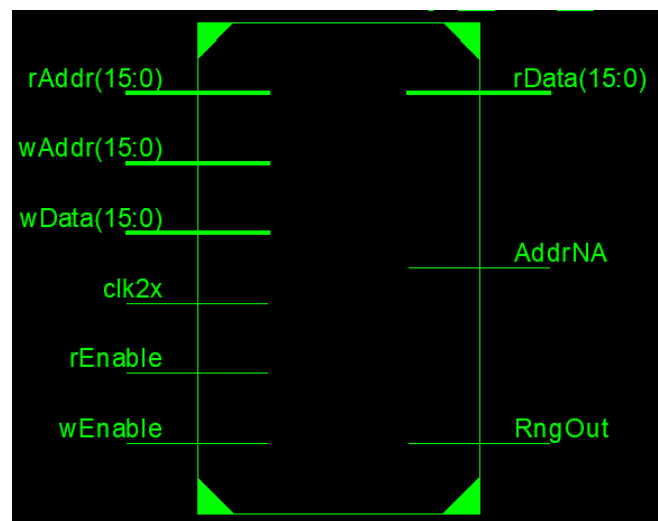 rAddr(15:0)
rData(15:0)
wAddr(15:0)
wData(15:0)
AddrNA
clk2x
rEnable
wEnable
RngOut